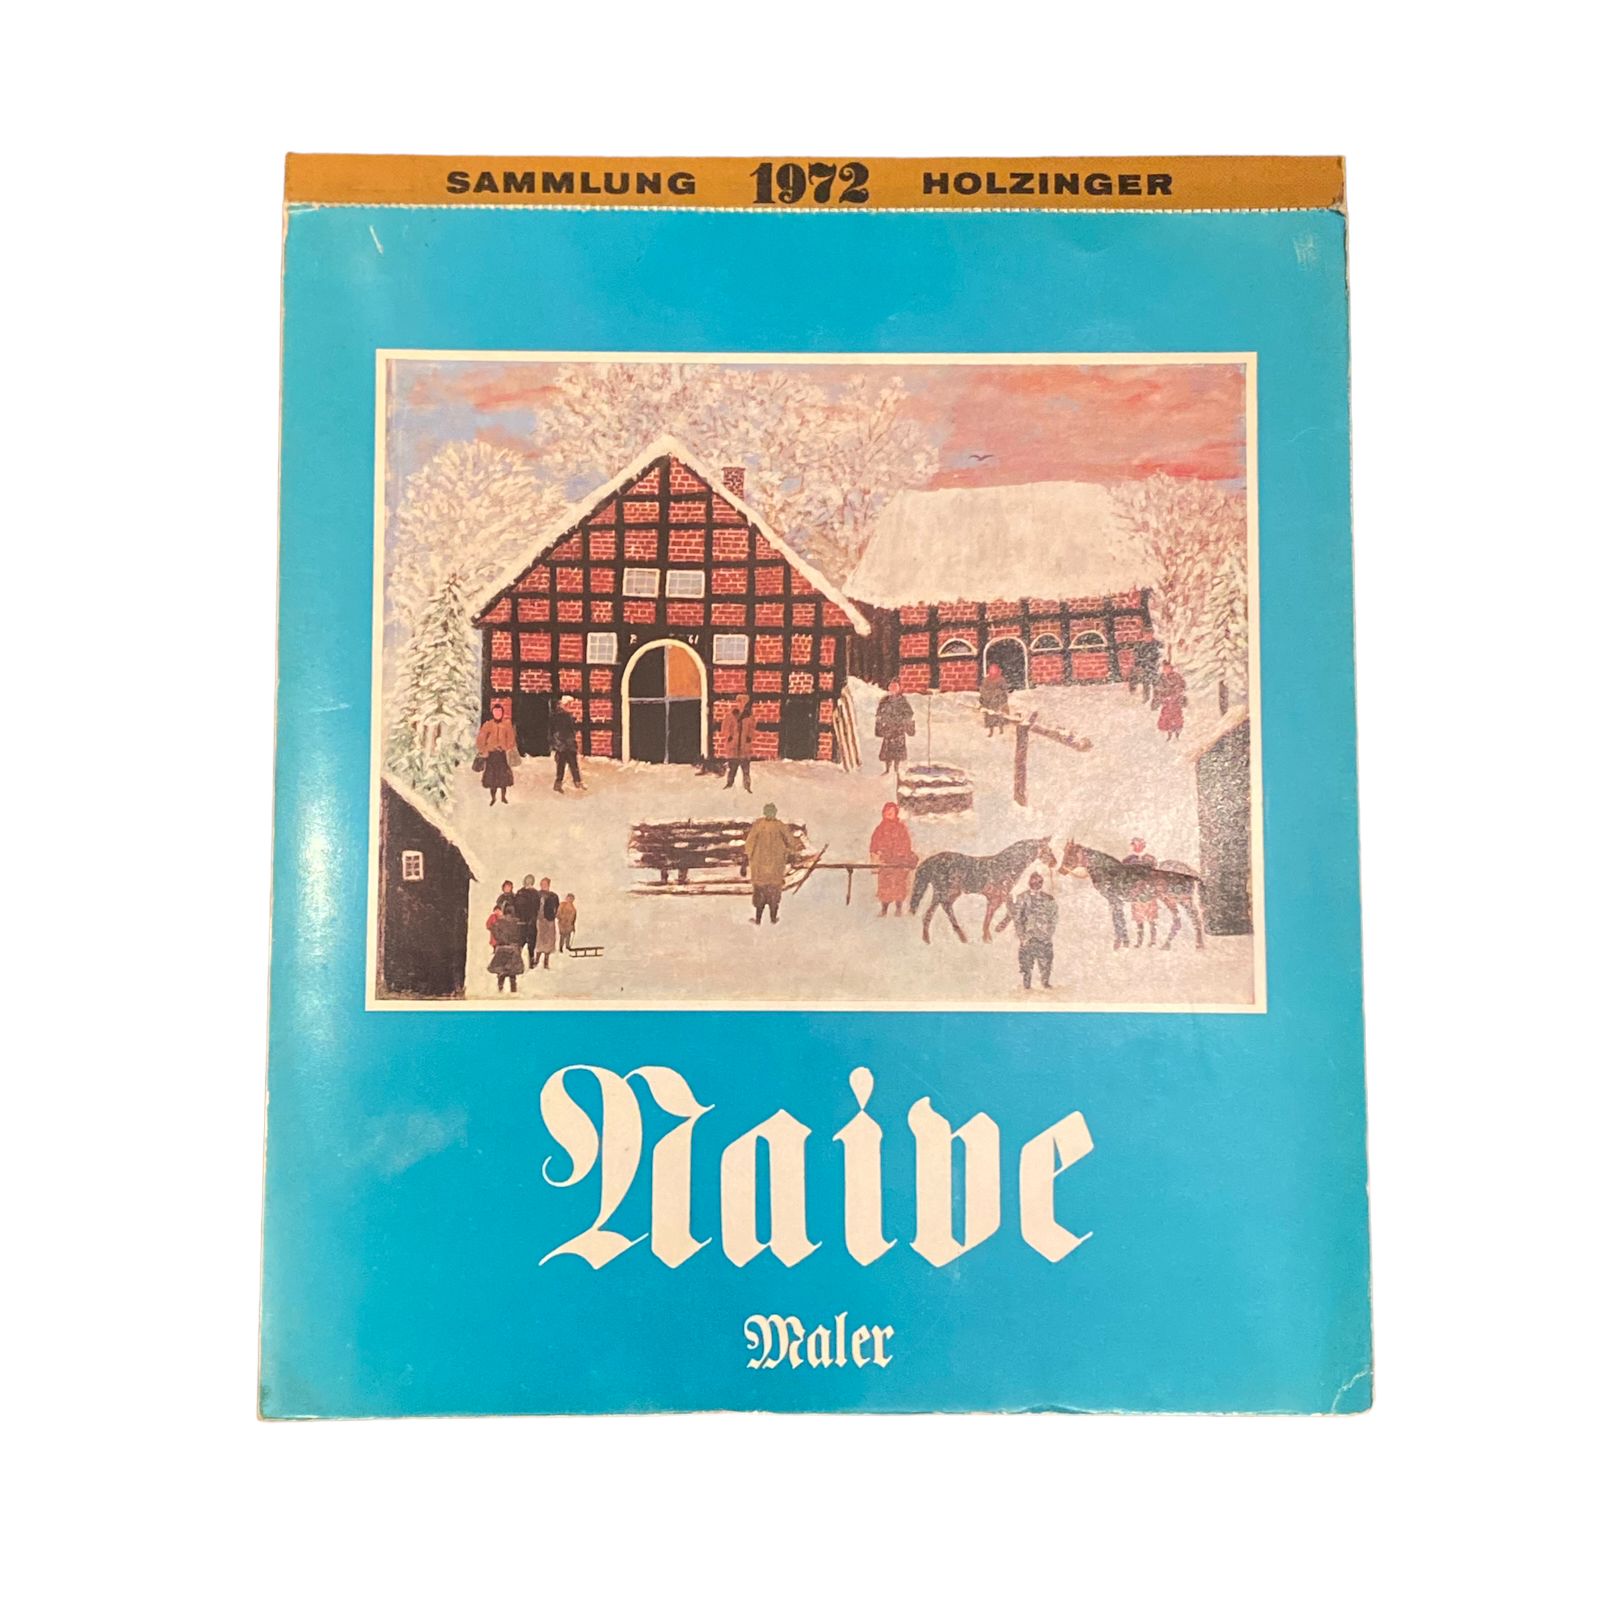 SAMMLUNG 1972 HOLZINGER
Naive
Maler